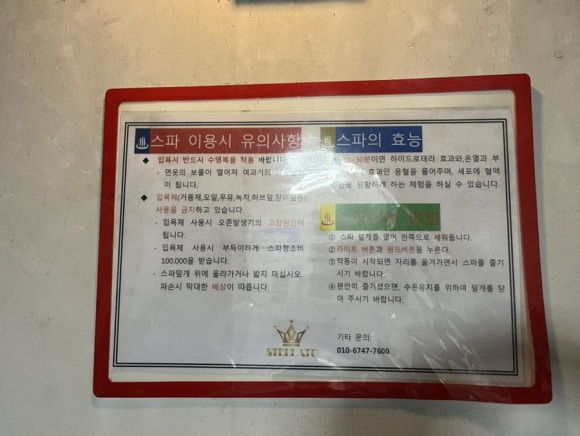 스파 이용시 유의사항
◆ 입욕시 반드시 수영복를 착용 바랍니다.
- 면옷의 보풀이 떨어져 여과기의
이 됩니다.
◆ 입욕제(거품제,오일,우유,녹차,허브잎,장미잎등)
사용을 금지하고 있습니다.
- 입욕제 사용시 오존발생기의 고장원인이
됩니다.
- 입욕제 사용시 부득이하게 스파청소비
100.000을 받습니다.
- 스파덮개 위에 올라가거나 밟지 마십시오.
파손시 막대한 배상이 따릅니다.
스파의 효능
30분이면 하이드로테라 효과와,온열과 부
효과인 응혈을 풀어주며, 세포에 혈액
원활하게 하는 체험을 하실 수 있습니다.
① 스파 덮개를 열어 한쪽으로 세워둡니다.
②라이트 버튼과 펌프버튼을 누른다.
③작동이 시작되면 자리를 옮겨가면서 스파를 즐기
시기 바랍니다.
④편안히 즐기셨으면, 수온유지를 위하여 덮개를 닫
아 주시기 바랍니다.
기타 문의:
010-6747-7600